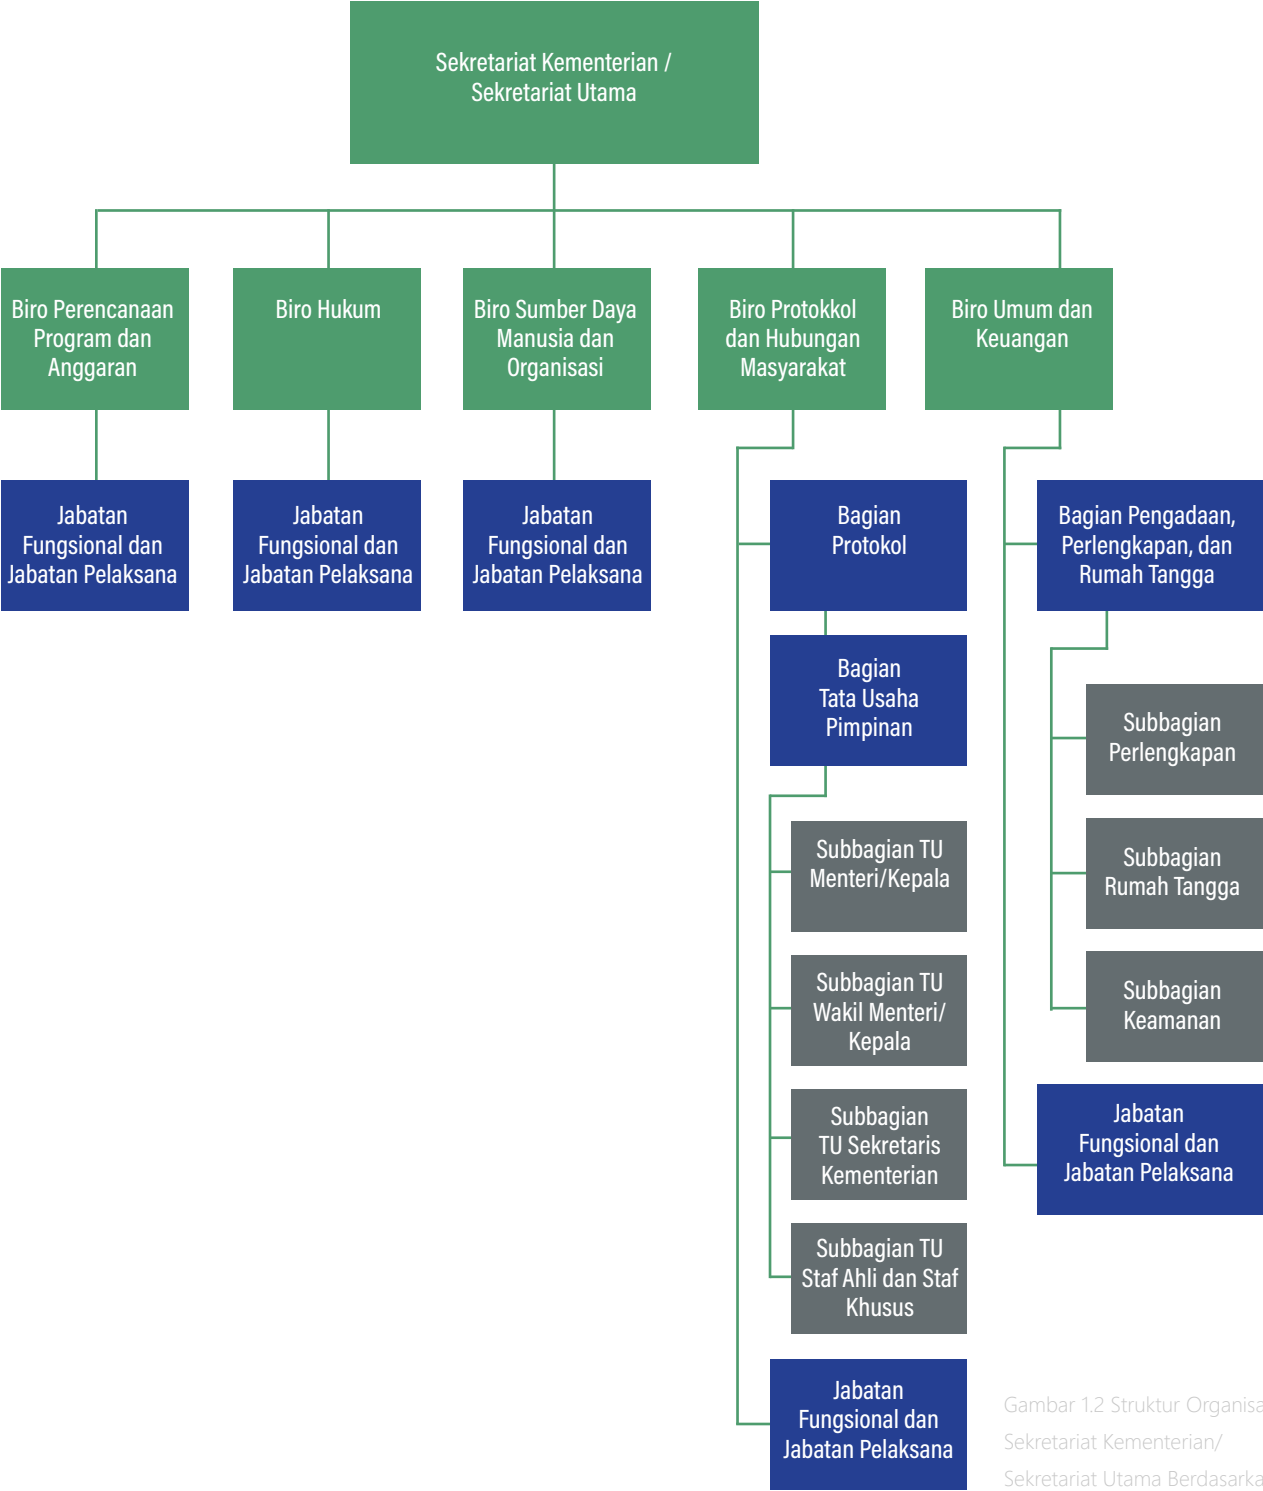 Sekretariat Kementerian /
Sekretariat Utama
Biro Perencanaan
Program dan
Anggaran
Biro Hukum
Biro Sumber Daya
Manusia dan
Organisasi
Biro Protokkol
dan Hubungan
Masyarakat
Biro Umum dan
Keuangan
Jabatan
Fungsional dan
Jabatan Pelaksana
Jabatan
Fungsional dan
Jabatan Pelaksana
Jabatan
Fungsional dan
Jabatan Pelaksana
Bagian
Protokol
Bagian
Tata Usaha
Pimpinan
Subbagian TU
Menteri/Kepala
Subbagian TU
Wakil Menteri/
Kepala
Subbagian
TU Sekretaris
Kementerian
Subbagian TU
Staf Ahli dan Staf
Khusus
Jabatan
Fungsional dan
Jabatan Pelaksana
Bagian Pengadaan,
Perlengkapan, dan
Rumah Tangga
Subbagian
Perlengkapan
Subbagian
Rumah Tangga
Subbagian
Keamanan
Jabatan
Fungsional dan
Jabatan Pelaksana
Gambar 1.2 Struktur Organisa
Sekretariat Kementerian/
Sekretariat Utama Berdasarka